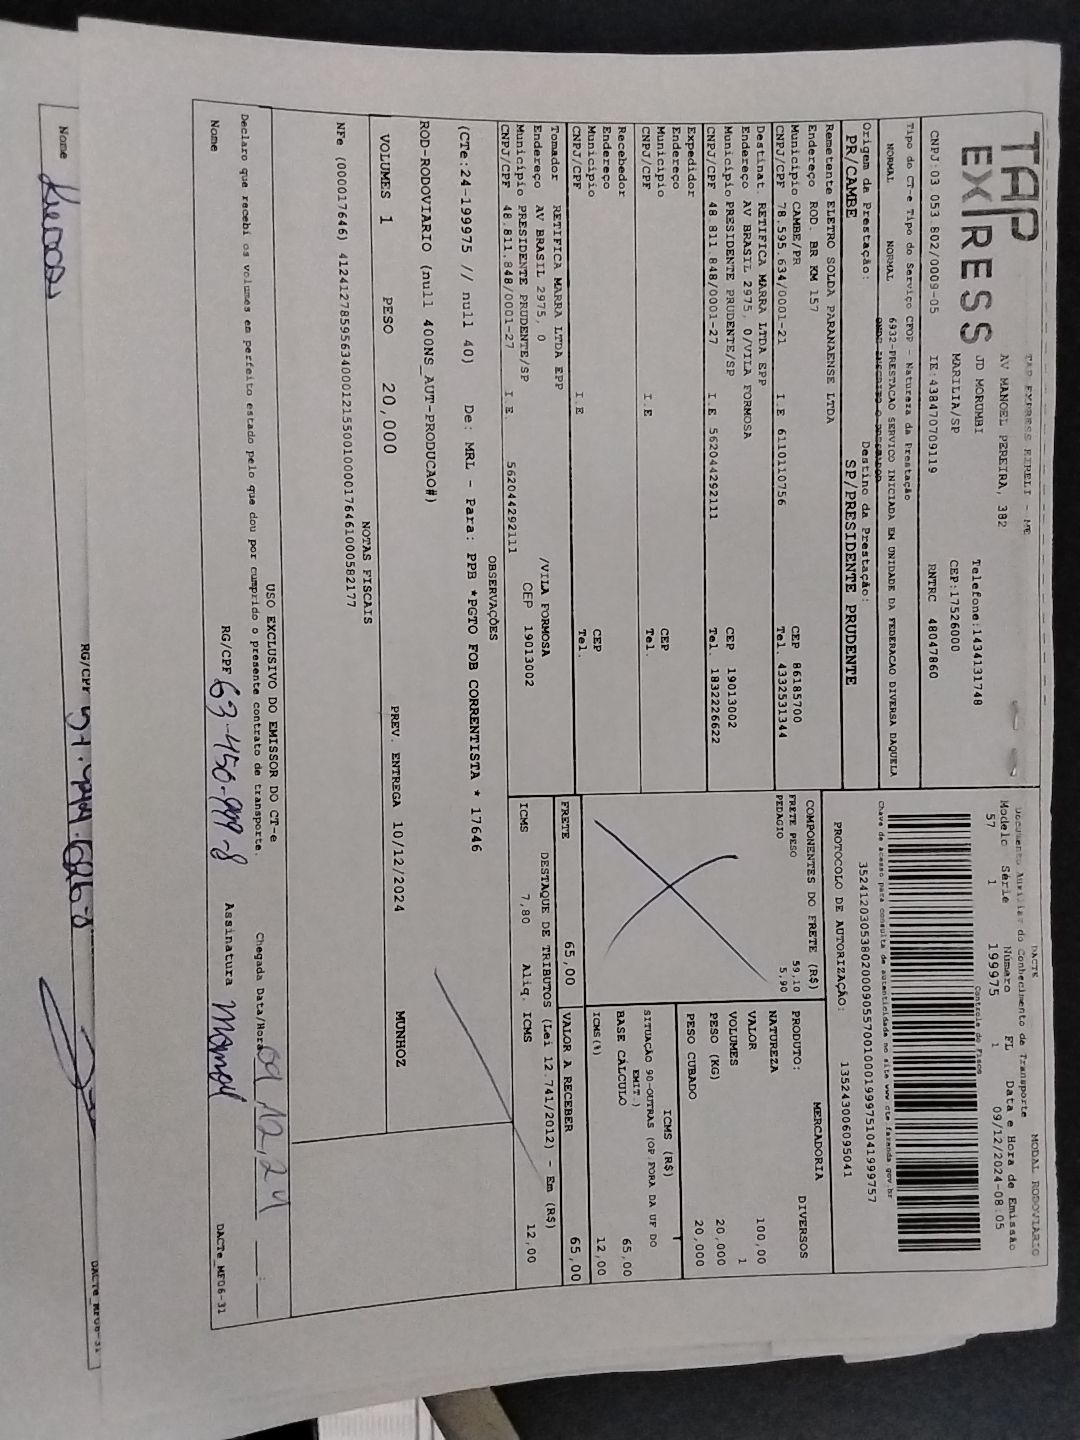 TAP EXPRESS
TAP EXPRESS EIRELI - ME
AV MANOEL PEREIRA, 382
JD MORUMBI
MARILIA/SP
Telefone:1434131748
CEP:17526000
CNPJ:03.053.802/0009-05 IE:438470709119 RNTRC 48047860
DACTE MODAL RODOVIARIO
Documento Auxiliar do Conhecimento de Transporte
Modelo Série Número FL Data e Hora de Emissão
57 1 199975 1 09/12/2024-08:05
Controle do Fisco
Chave de acesso para consulta de autenticidade no site www.cte.fazenda.gov.br
35241203053802000905570010001999751041999757
PROTOCOLO DE AUTORIZAÇÃO: 135243006095041
Tipo do CT-e Tipo do Serviço CFOP - Natureza da Prestação
NORMAL NORMAL 6932-PRESTACAO SERVICO INICIADA EM UNIDADE DA FEDERACAO DIVERSA DAQUELA
ONDE INSCRITO O PRESTADOR
Origem da Prestação: Destino da Prestação:
PR/CAMBE SP/PRESIDENTE PRUDENTE
Remetente ELETRO SOLDA PARANAENSE LTDA
Endereço ROD. BR KM 157
Município CAMBE/PR CEP 86185700
CNPJ/CPF 78.595.634/0001-21 I.E 6110110756 Tel. 4332531344
Destinat. RETIFICA MARRA LTDA EPP
Endereço AV BRASIL 2975, 0/VILA FORMOSA
Município PRESIDENTE PRUDENTE/SP CEP 19013002
CNPJ/CPF 48.811.848/0001-27 I.E 562044292111 Tel. 1832226622
Expedidor
Endereço
Município CEP
CNPJ/CPF I.E Tel.
Recebedor
Endereço
Município CEP
CNPJ/CPF I.E Tel.
Tomador RETIFICA MARRA LTDA EPP
Endereço AV BRASIL 2975, 0 /VILA FORMOSA
Município PRESIDENTE PRUDENTE/SP CEP 19013002
CNPJ/CPF 48.811.848/0001-27 I.E. 562044292111
COMPONENTES DO FRETE (R$)
FRETE PESO 59,10
PEDAGIO 5,90
PRODUTO: MERCADORIA
NATUREZA DIVERSOS
VALOR 100,00
VOLUMES 1
PESO (KG) 20,000
PESO CUBADO 20,000
ICMS (R$)
SITUAÇÃO 90-OUTRAS (OP.FORA DA UF DO
EMIT.)
BASE CÁLCULO 65,00
ICMS(%) 12,00
FRETE 65,00 VALOR A RECEBER 65,00
DESTAQUE DE TRIBUTOS (Lei 12.741/2012) - Em (R$)
ICMS 7,80 Aliq. ICMS 12,00
OBSERVAÇÕES
(CTe:24-199975 // null 40) De: MRL - Para: PPB *PGTO FOB CORRENTISTA * 17646
ROD-RODOVIARIO (null 400NS_AUT-PRODUCAO#)
VOLUMES 1 PESO 20,000 PREV. ENTREGA 10/12/2024 MUNHOZ
NOTAS FISCAIS
NFe (000017646) 41241278595634000121550010000176461000582177
USO EXCLUSIVO DO EMISSOR DO CT-e
Declaro que recebi os volumes em perfeito estado pelo que dou por cumprido o presente contrato de transporte. Chegada Data/Hora 09 12,24 __:__
Nome RG/CPF 63-450-999-8 Assinatura
DACTe_MF06-31
Nome RG/CPF
DACTe_MF06-31